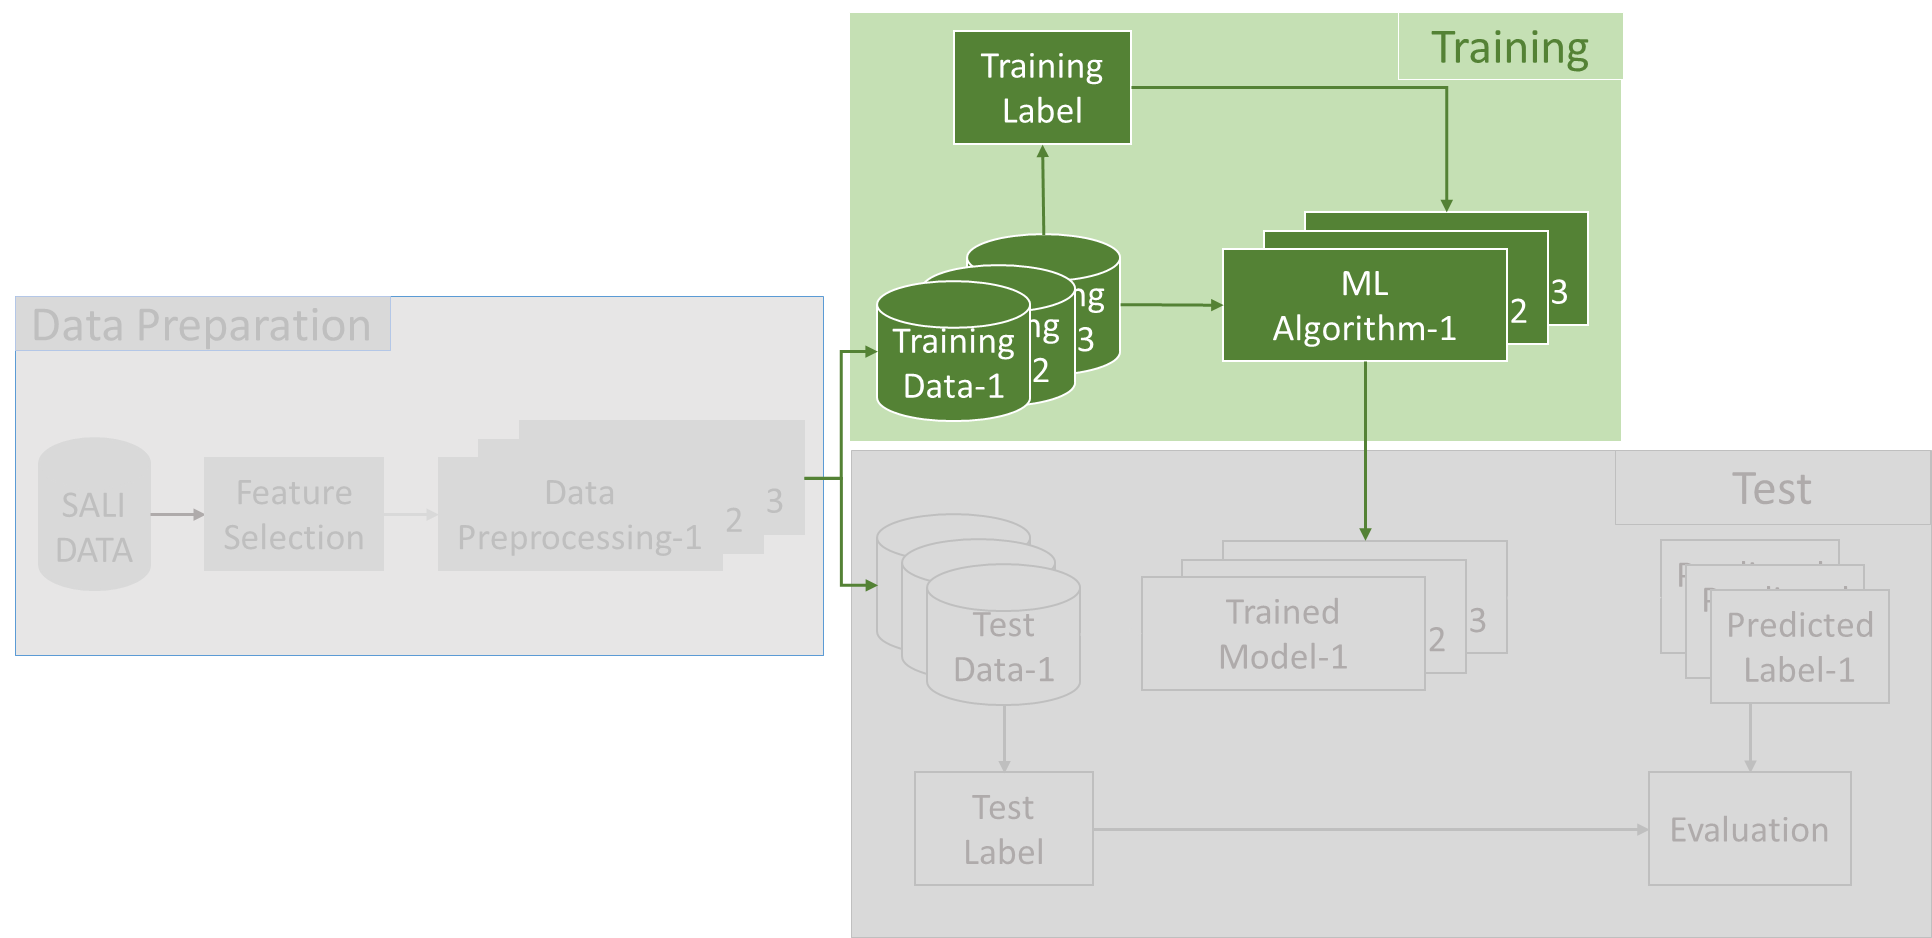 Training
Training
Label
ML
Algorithm-1
2
3
ng
3
ng
2
Training
Data-1
Data Preparation
SALI
DATA
Feature
Selection
Data
Preprocessing-1
2
3
Test
Test
Data-1
Trained
Model-1
2
3
Predicted
Label-1
Test
Label
Evaluation